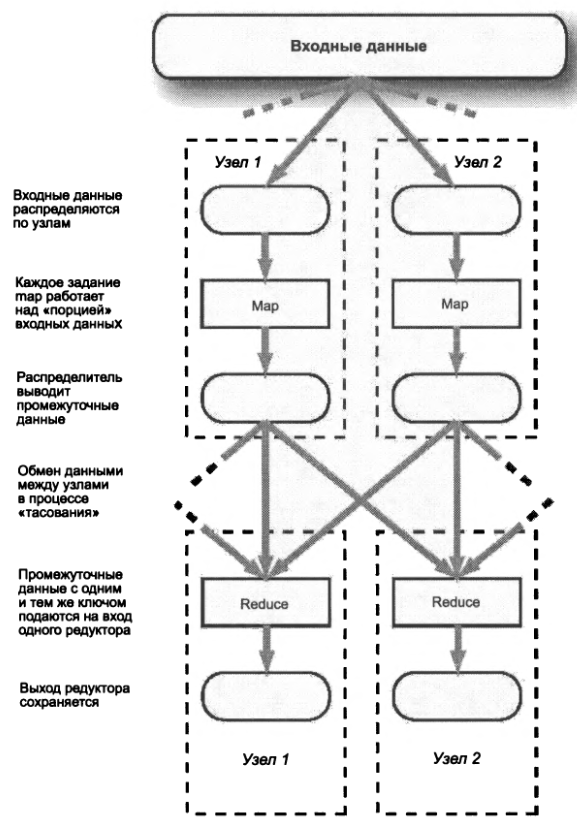 Входные данные
Узел 1
Узел 2
Входные данные
распределяются
по узлам
Каждое задание
map работает
над «порцией»
входных данных
Map
Map
Распределитель
выводит
промежуточные
данные
Обмен данными
между узлами
в процессе
«тасования»
Промежуточные
данные с одним
и тем же ключом
подаются на вход
одного редуктора
Reduce
Reduce
Выход редуктора
сохраняется
Узел 1
Узел 2